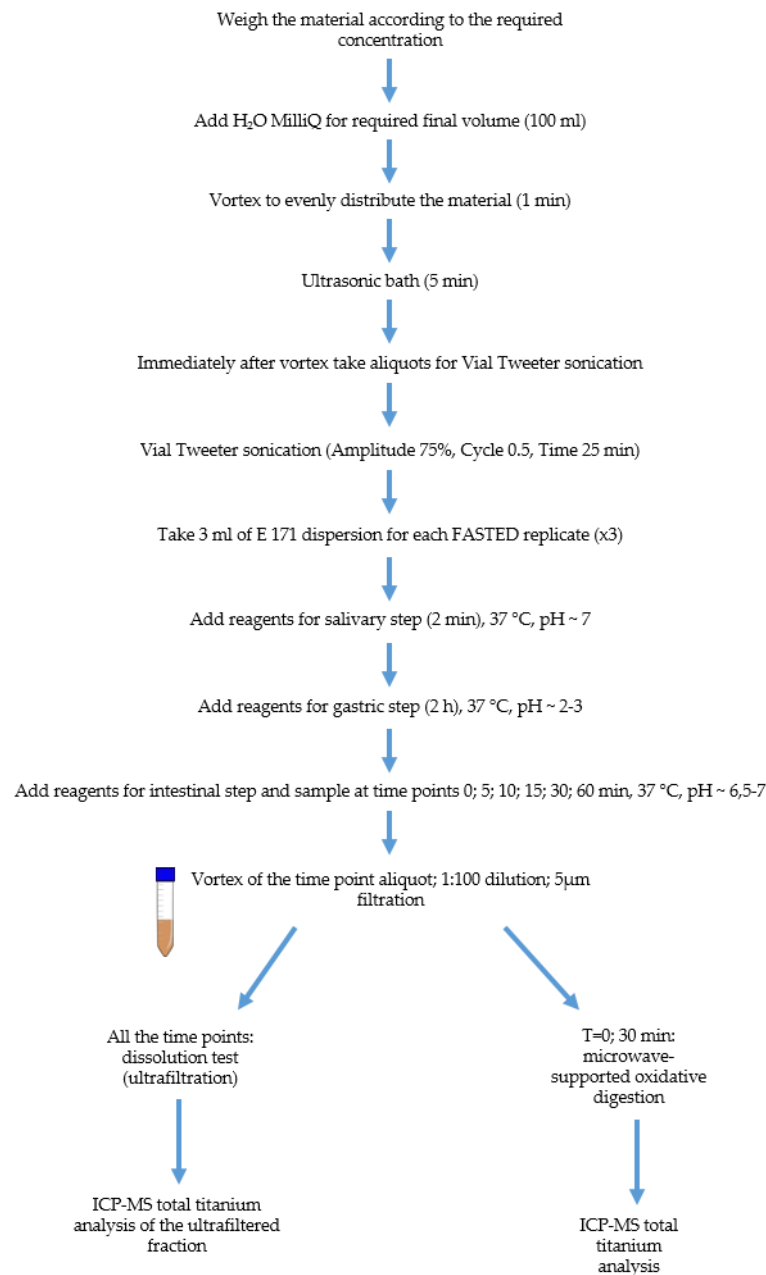 Weigh the material according to the required
concentration
Add H₂O MilliQ for required final volume (100 ml)
Vortex to evenly distribute the material (1 min)
Ultrasonic bath (5 min)
Immediately after vortex take aliquots for Vial Tweeter sonication
Vial Tweeter sonication (Amplitude 75%, Cycle 0.5, Time 25 min)
Take 3 ml of E 171 dispersion for each FASTED replicate (x3)
Add reagents for salivary step (2 min), 37 °C, pH ~ 7
Add reagents for gastric step (2 h), 37 °C, pH ~ 2-3
Add reagents for intestinal step and sample at time points 0; 5; 10; 15; 30; 60 min, 37 °C, pH ~ 6,5-7
Vortex of the time point aliquot; 1:100 dilution; 5µm
filtration
All the time points:
dissolution test
(ultrafiltration)
ICP-MS total titanium
analysis of the ultrafiltered
fraction
T=0; 30 min:
microwave-
supported oxidative
digestion
ICP-MS total
titanium
analysis